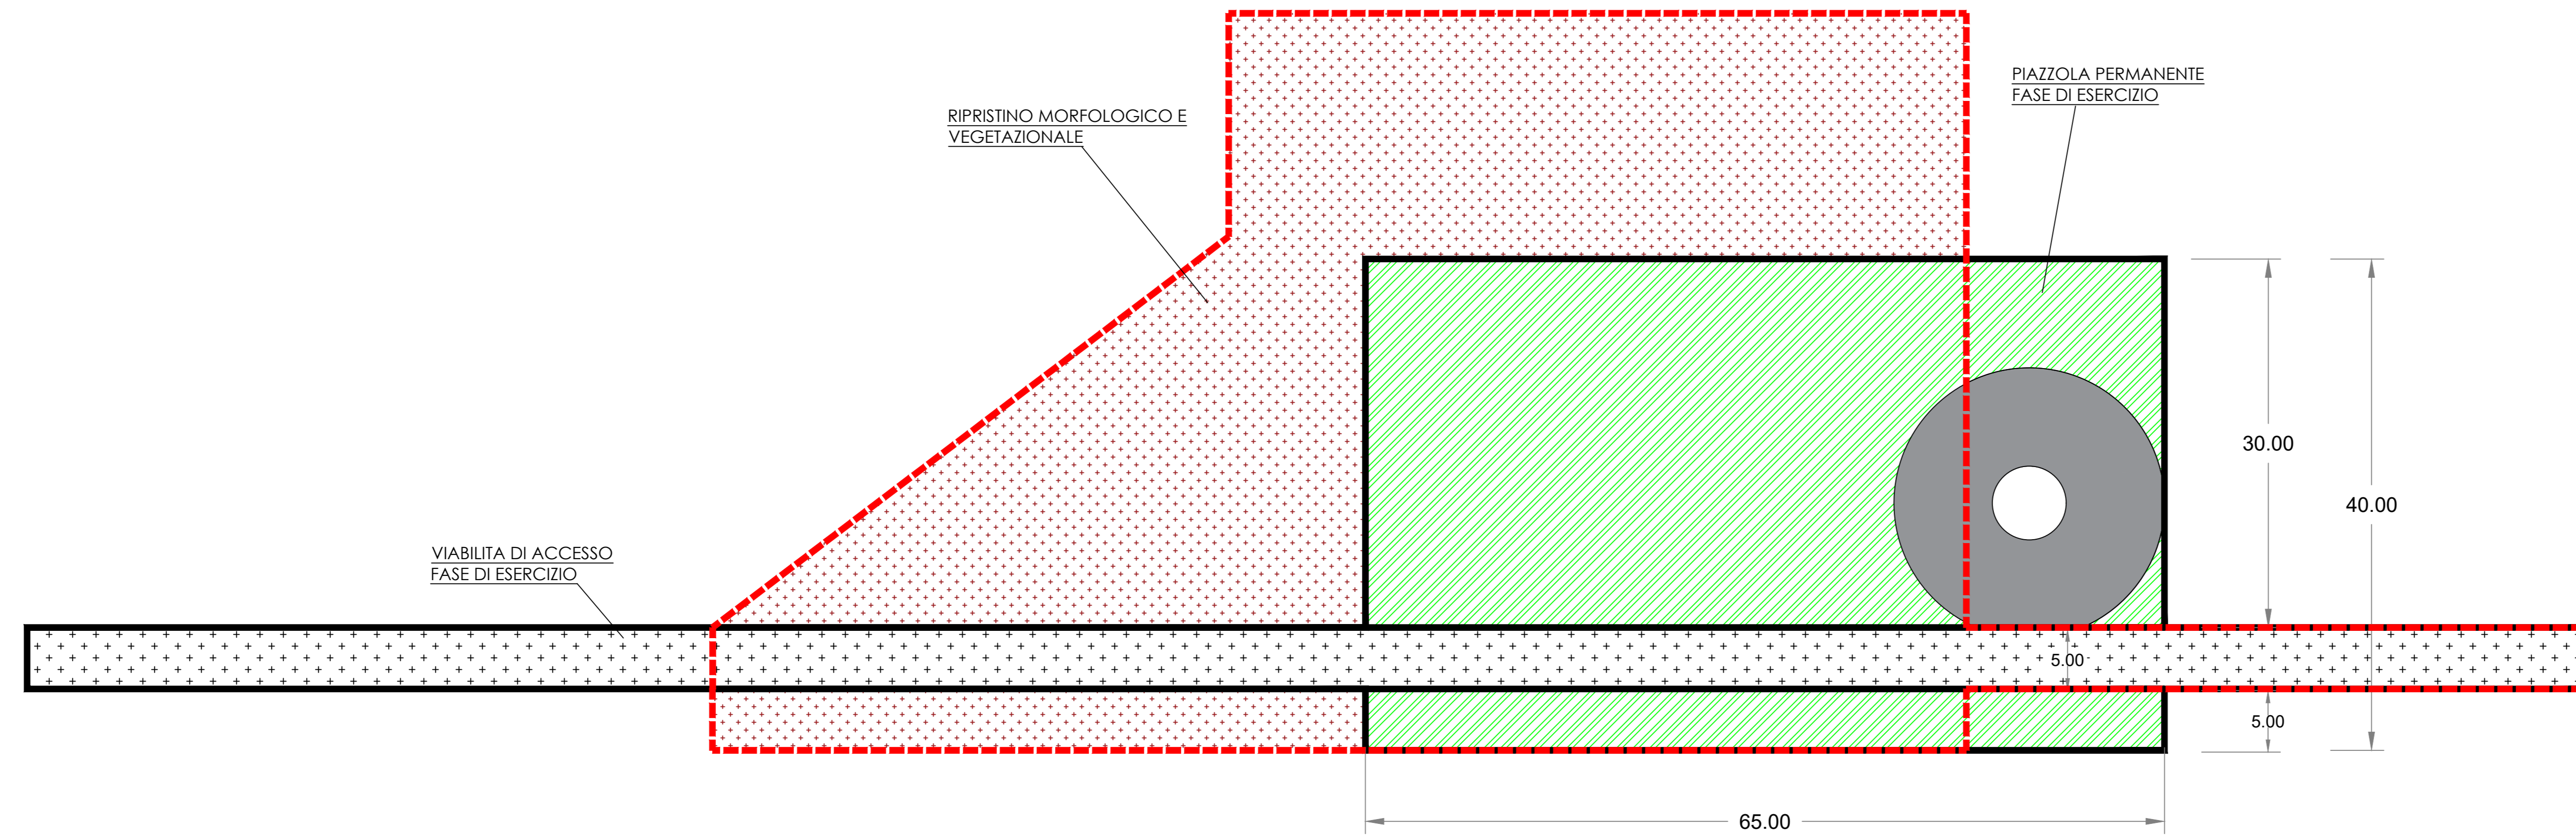 PIAZZOLA PERMANENTE
FASE DI ESERCIZIO
RIPRISTINO MORFOLOGICO E
VEGETAZIONALE
VIABILITA DI ACCESSO
FASE DI ESERCIZIO
30.00
40.00
5.00
5.00
65.00